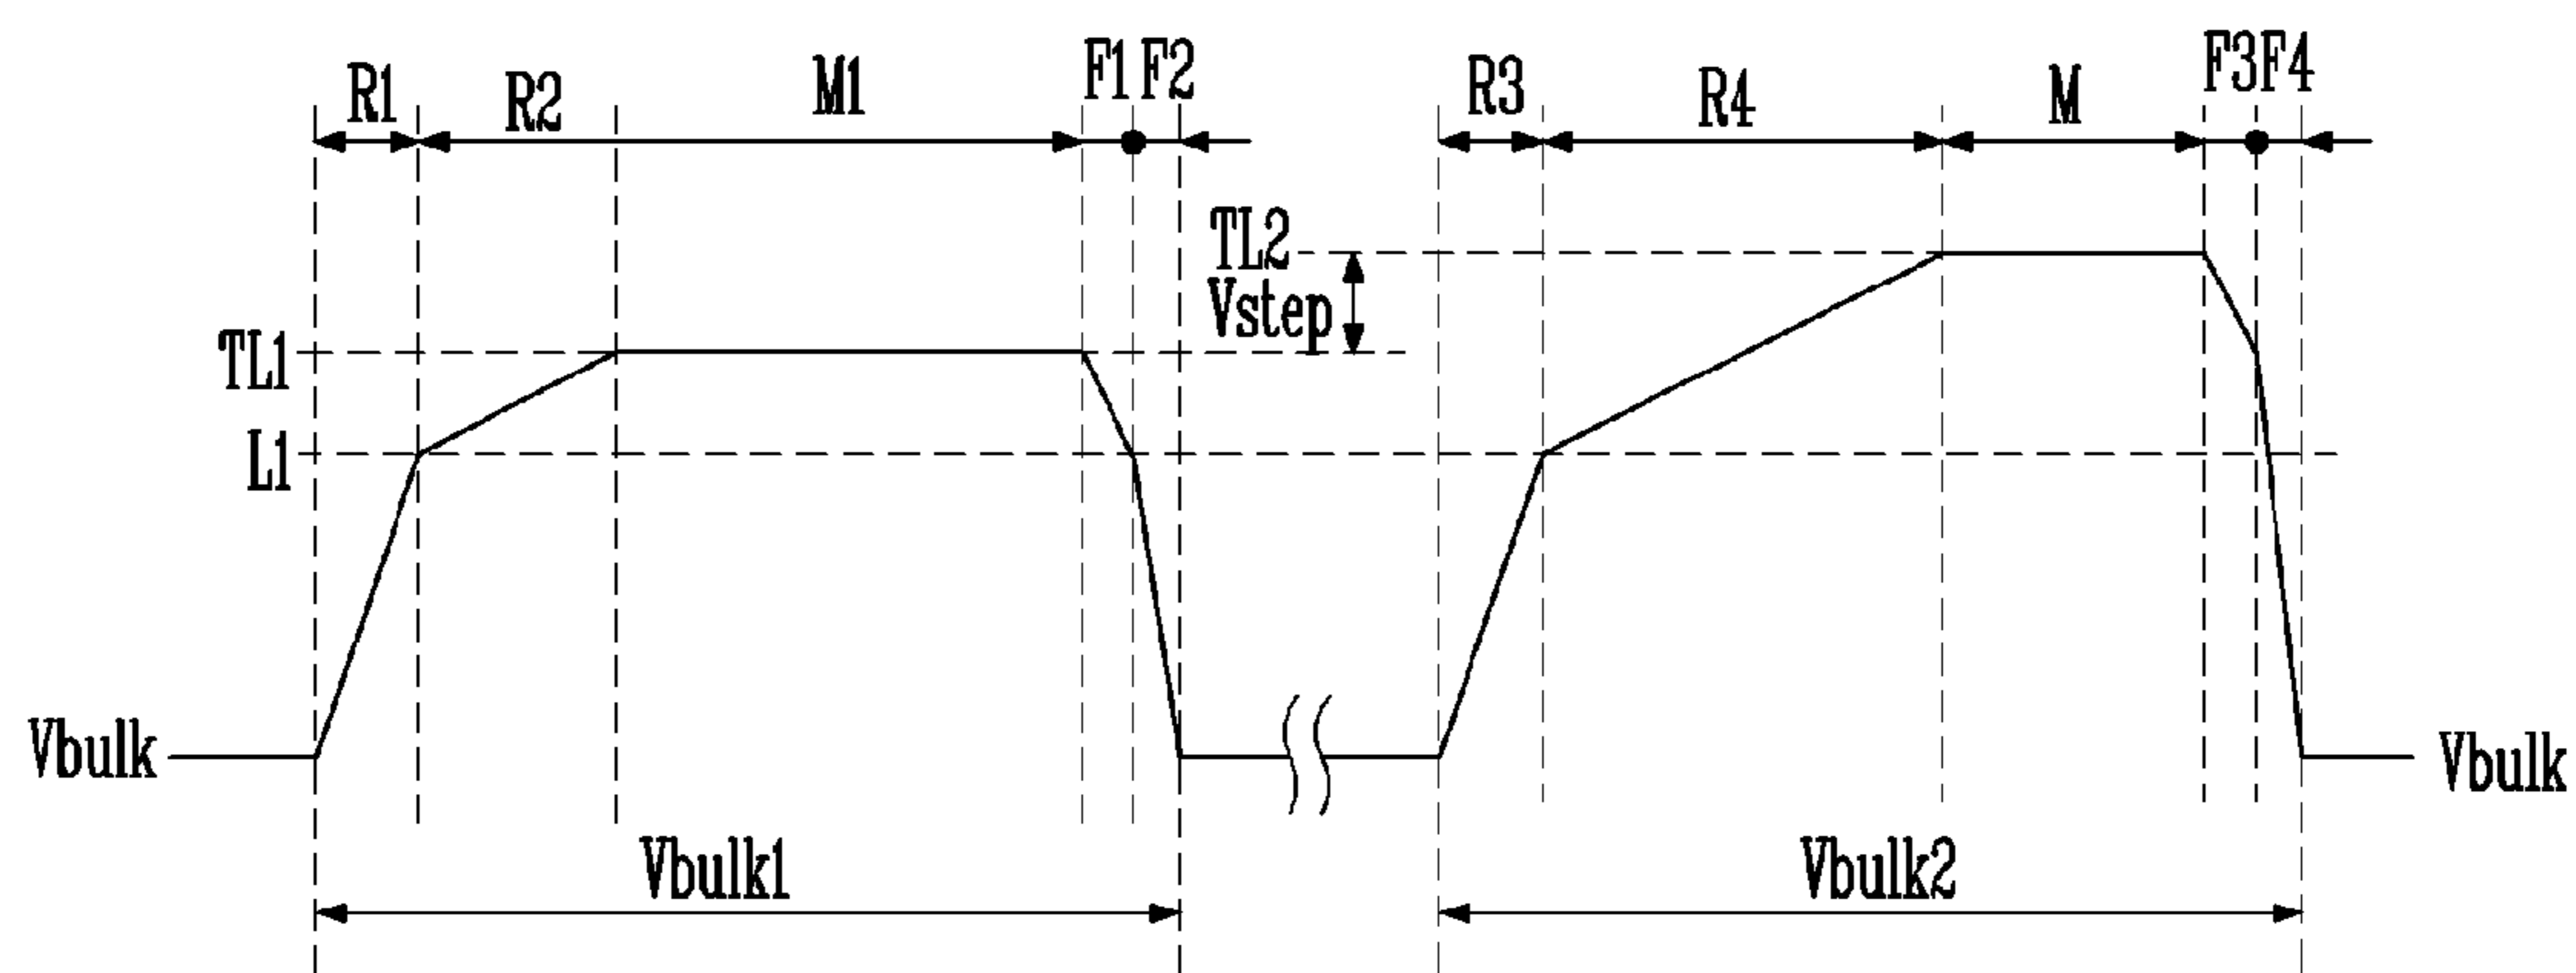 R1 R2 M1 F1 F2 R3 R4 M F3 F4
TL2
Vstep
TL1
L1
Vbulk Vbulk
Vbulk1 Vbulk2